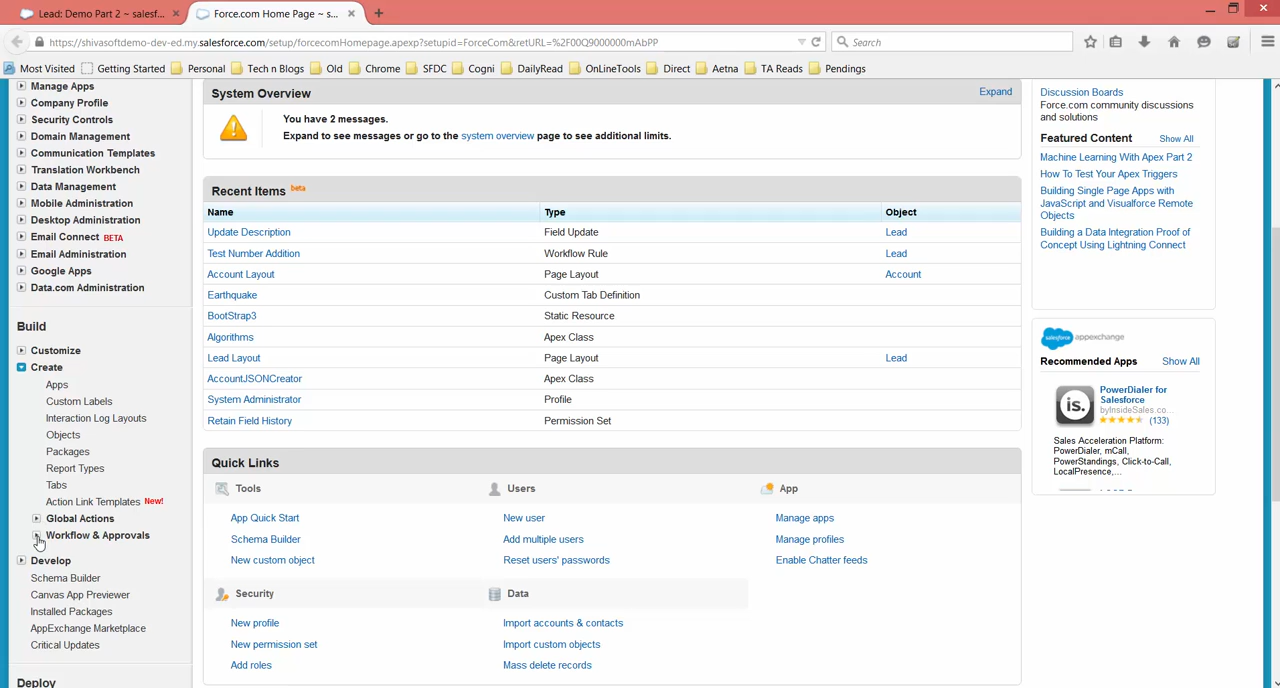 Lead: Demo Part 2 ~ salesf...
Force.com Home Page ~ s...
https://shivasoftdemo-dev-ed.my.salesforce.com/setup/forcecomHomepage.apexp?setupid=ForceCom&retURL=%2F00Q9000000mAbPP
Search
Most Visited Getting Started Personal Tech n Blogs Old Chrome SFDC Cogni DailyRead OnLineTools Direct Aetna TA Reads Pendings
Manage Apps
Company Profile
Security Controls
Domain Management
Communication Templates
Translation Workbench
Data Management
Mobile Administration
Desktop Administration
Email Connect BETA
Email Administration
Google Apps
Data.com Administration
Build
Customize
Create
Apps
Custom Labels
Interaction Log Layouts
Objects
Packages
Report Types
Tabs
Action Link Templates New!
Global Actions
Workflow & Approvals
Develop
Schema Builder
Canvas App Previewer
Installed Packages
AppExchange Marketplace
Critical Updates
Deploy
System Overview
Expand
You have 2 messages.
Expand to see messages or go to the system overview page to see additional limits.
Recent Items beta
Name Type Object
Update Description Field Update Lead
Test Number Addition Workflow Rule Lead
Account Layout Page Layout Account
Earthquake Custom Tab Definition
BootStrap3 Static Resource
Algorithms Apex Class
Lead Layout Page Layout Lead
AccountJSONCreator Apex Class
System Administrator Profile
Retain Field History Permission Set
Quick Links
Tools
App Quick Start
Schema Builder
New custom object
Users
New user
Add multiple users
Reset users' passwords
App
Manage apps
Manage profiles
Enable Chatter feeds
Security
New profile
New permission set
Add roles
Data
Import accounts & contacts
Import custom objects
Mass delete records
Discussion Boards
Force.com community discussions
and solutions
Featured Content Show All
Machine Learning With Apex Part 2
How To Test Your Apex Triggers
Building Single Page Apps with
JavaScript and Visualforce Remote
Objects
Building a Data Integration Proof of
Concept Using Lightning Connect
salesforce appexchange
Recommended Apps Show All
is.
PowerDialer for
Salesforce
byInsideSales.co...
(133)
Sales Acceleration Platform:
PowerDialer, mCall,
PowerStandings, Click-to-Call,
LocalPresence,...